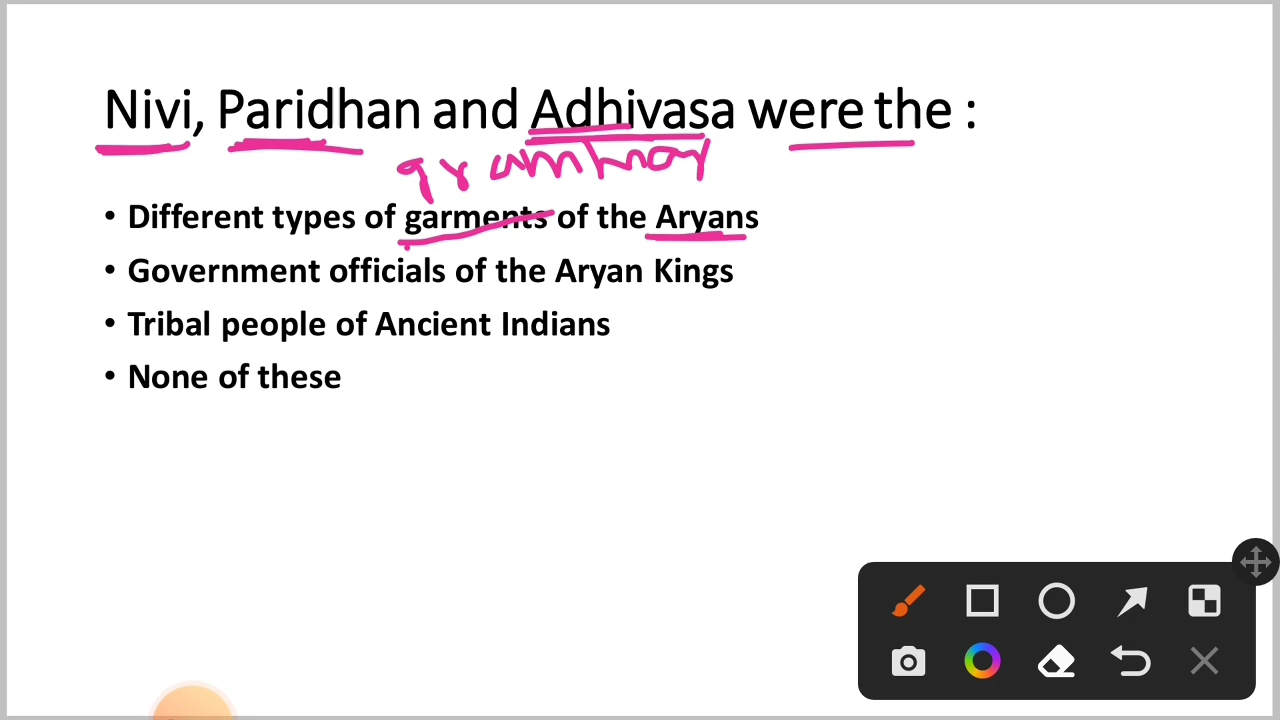 Nivi, Paridhan and Adhivasa were the :
• Different types of garments of the Aryans
• Government officials of the Aryan Kings
• Tribal people of Ancient Indians
• None of these